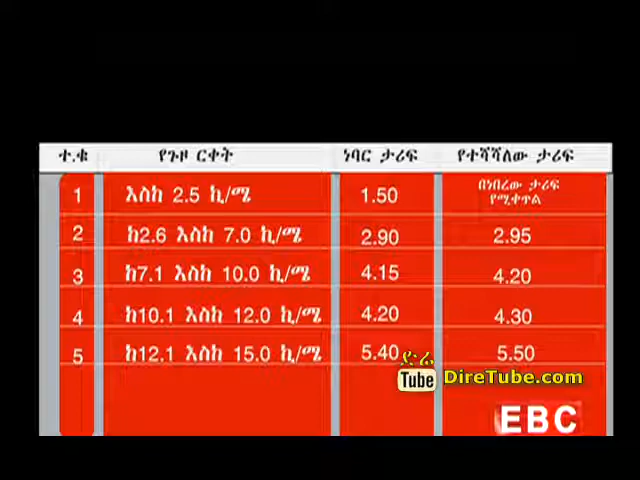 ተ.ቁ የጉዞ ርቀት ነባር ታሪፍ የተሻሻለው ታሪፍ
1 እስከ 2.5 ኪ/ሜ 1.50 በነበረው ታሪፍ
የሚቀጥል
2 ከ2.6 እስከ 7.0 ኪ/ሜ 2.90 2.95
3 ከ7.1 እስከ 10.0 ኪ/ሜ 4.15 4.20
4 ከ10.1 እስከ 12.0 ኪ/ሜ 4.20 4.30
5 ከ12.1 እስከ 15.0 ኪ/ሜ 5.40 5.50
ድሬ
Tube DireTube.com
EBC